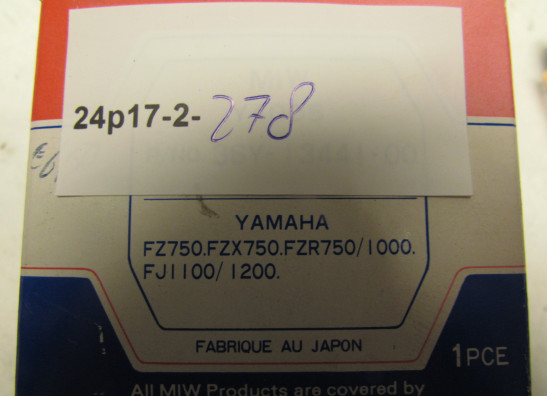 24p17-2-278
YAMAHA
FZ750.FZX750.FZR750/1000.
FJ1100/1200.
FABRIQUE AU JAPON
1PCE
All MIW Products are covered by